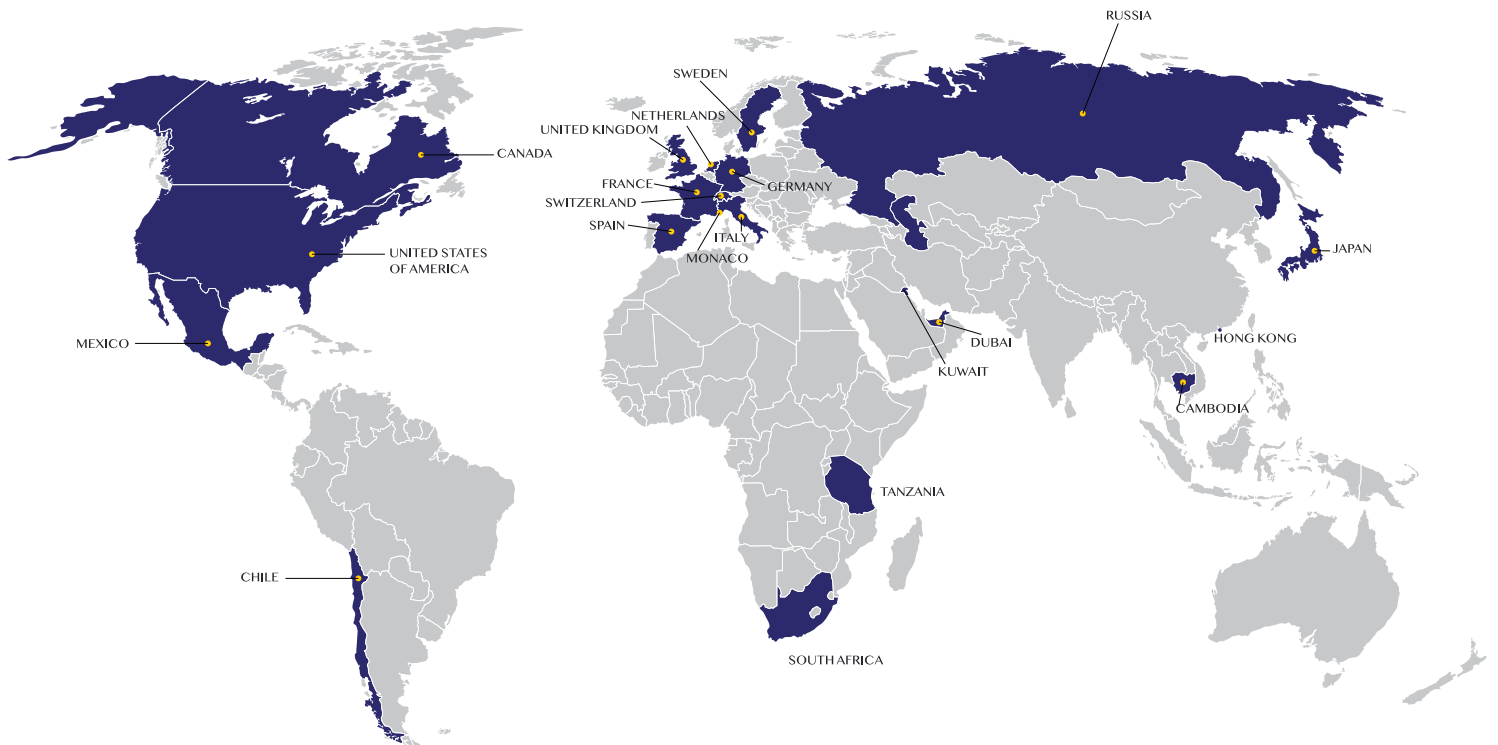 RUSSIA
SWEDEN
NETHERLANDS
UNITED KINGDOM
CANADA
FRANCE
GERMANY
SWITZERLAND
SPAIN
ITALY
MONACO
UNITED STATES
OF AMERICA
JAPAN
MEXICO
DUBAI
HONG KONG
KUWAIT
CAMBODIA
TANZANIA
CHILE
SOUTH AFRICA